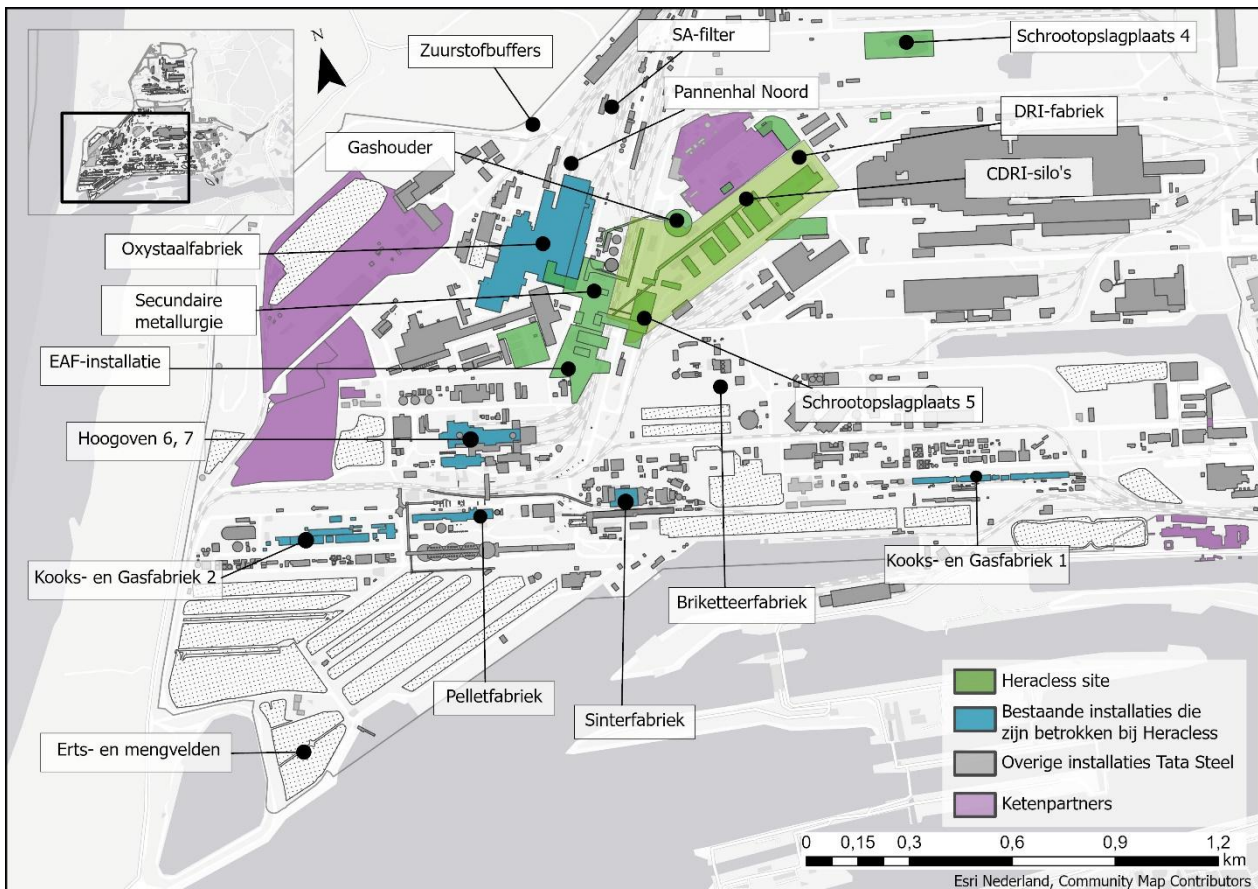 N
SA-filter
Schrootopslagplaats 4
Zuurstofbuffers
Pannenhal Noord
DRI-fabriek
Gashouder
CDRI-silo's
Oxystaalfabriek
Secundaire
metallurgie
EAF-installatie
Schrootopslagplaats 5
Hoogoven 6, 7
Kooks- en Gasfabriek 2
Kooks- en Gasfabriek 1
Briketteerfabriek
Pelletfabriek
Sinterfabriek
Erts- en mengvelden
Heracless site
Bestaande installaties die
zijn betrokken bij Heracless
Overige installaties Tata Steel
Ketenpartners
0 0,15 0,3 0,6 0,9 1,2
km
Esri Nederland, Community Map Contributors